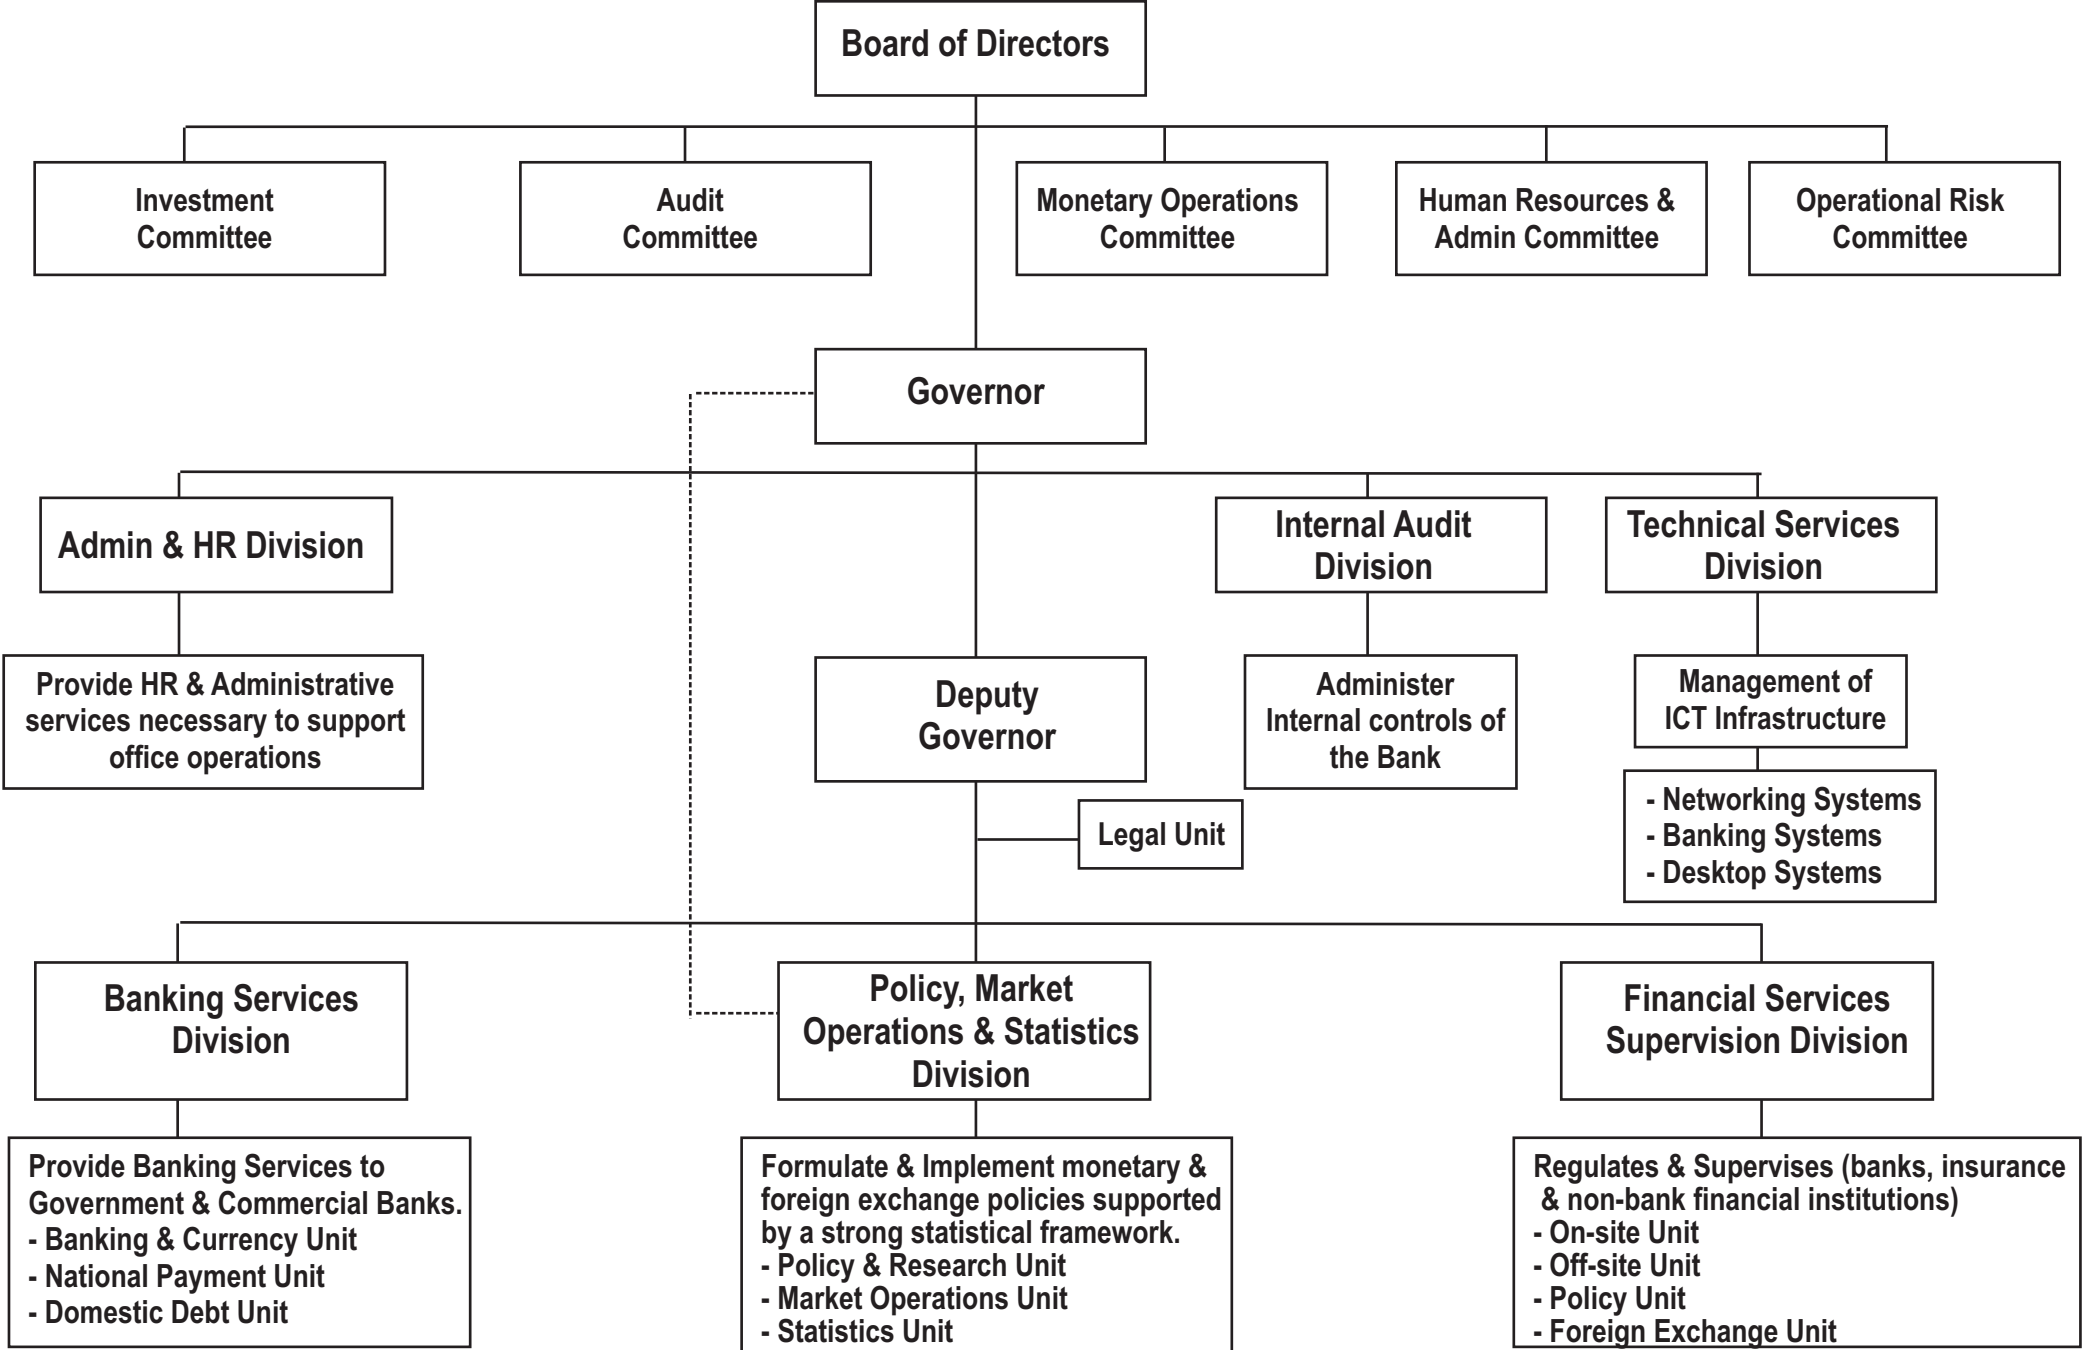 Board of Directors
Investment
Committee
Audit
Committee
Monetary Operations
Committee
Human Resources &
Admin Committee
Operational Risk
Committee
Governor
Admin & HR Division
Internal Audit
Division
Technical Services
Division
Provide HR & Administrative
services necessary to support
office operations
Deputy
Governor
Administer
Internal controls of
the Bank
Management of
ICT Infrastructure
- Networking Systems
- Banking Systems
- Desktop Systems
Legal Unit
Banking Services
Division
Policy, Market
Operations & Statistics
Division
Financial Services
Supervision Division
Provide Banking Services to
Government & Commercial Banks.
- Banking & Currency Unit
- National Payment Unit
- Domestic Debt Unit
Formulate & Implement monetary &
foreign exchange policies supported
by a strong statistical framework.
- Policy & Research Unit
- Market Operations Unit
- Statistics Unit
Regulates & Supervises (banks, insurance
& non-bank financial institutions)
- On-site Unit
- Off-site Unit
- Policy Unit
- Foreign Exchange Unit